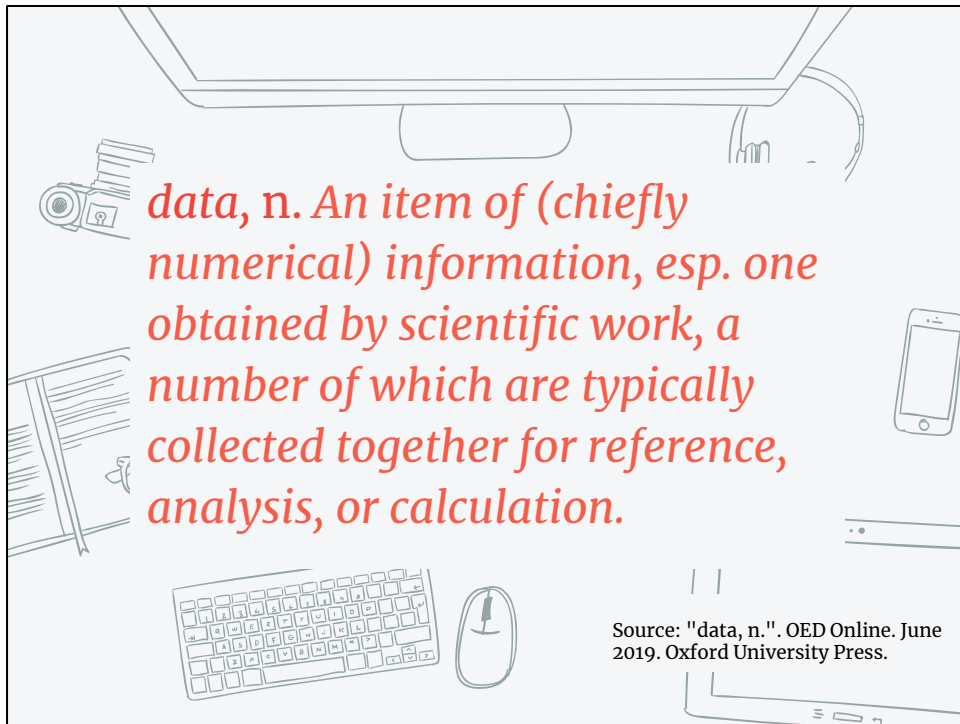 data, n. An item of (chiefly
numerical) information, esp. one
obtained by scientific work, a
number of which are typically
collected together for reference,
analysis, or calculation.
Source: "data, n.". OED Online. June
2019. Oxford University Press.